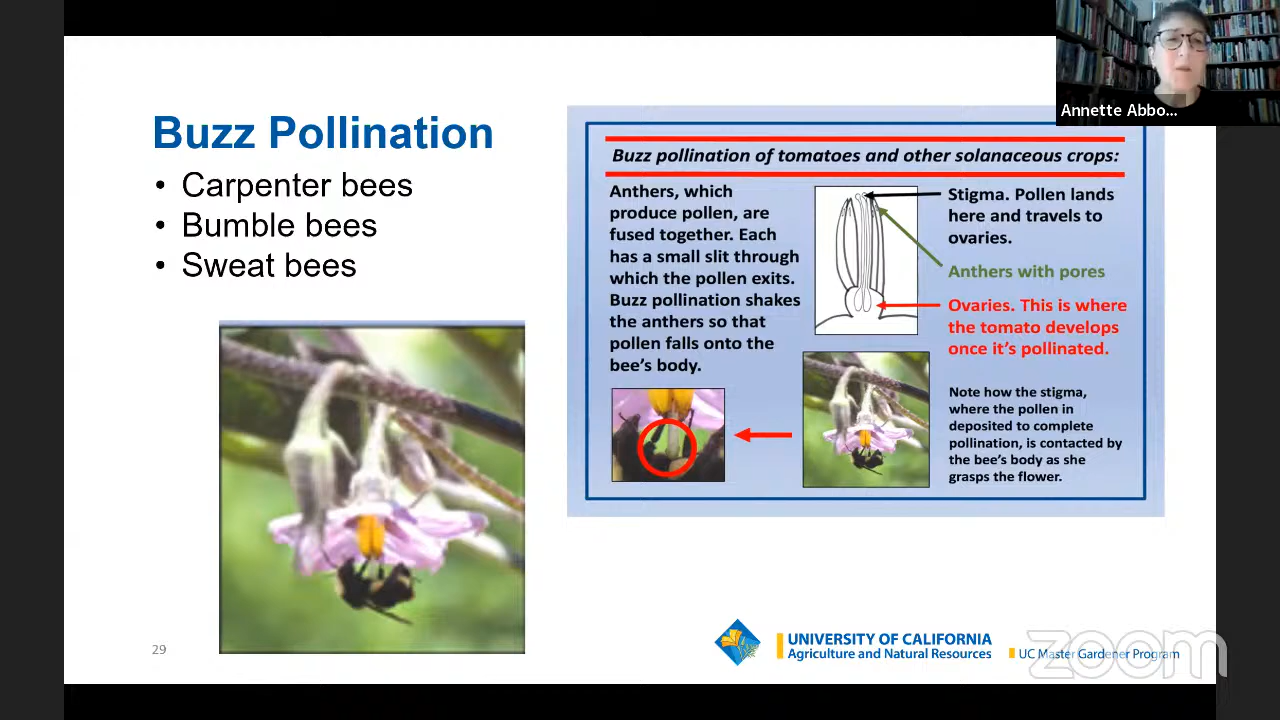 Annette Abbo...
Buzz Pollination
• Carpenter bees
• Bumble bees
• Sweat bees
Buzz pollination of tomatoes and other solanaceous crops:
Anthers, which
produce pollen, are
fused together. Each
has a small slit through
which the pollen exits.
Buzz pollination shakes
the anthers so that
pollen falls onto the
bee's body.
Stigma. Pollen lands
here and travels to
ovaries.
Anthers with pores
Ovaries. This is where
the tomato develops
once it's pollinated.
Note how the stigma,
where the pollen in
deposited to complete
pollination, is contacted by
the bee's body as she
grasps the flower.
29
UNIVERSITY OF CALIFORNIA
Agriculture and Natural Resources
UC Master Gardener Program
zoom